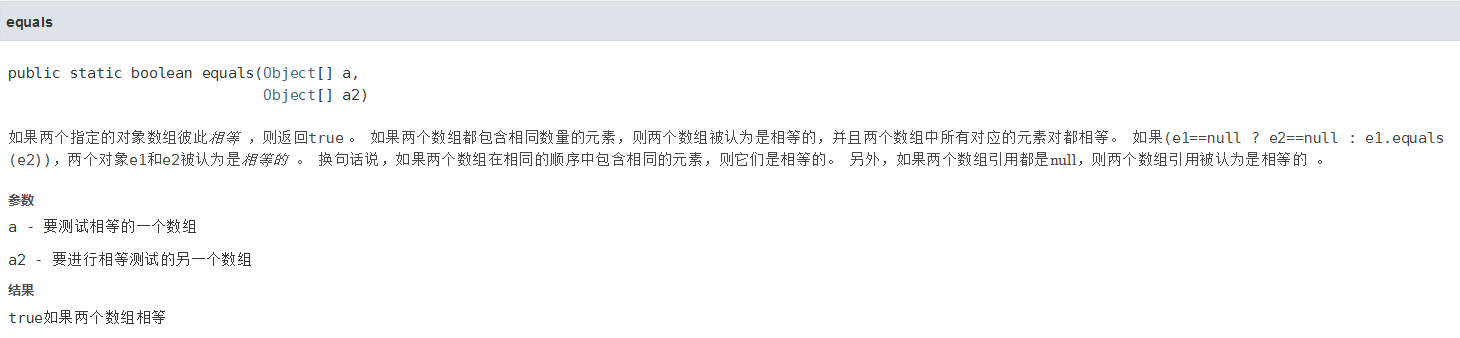 equals
public static boolean equals(Object[] a,
Object[] a2)
如果两个指定的对象数组彼此相等 ，则返回true 。 如果两个数组都包含相同数量的元素，则两个数组被认为是相等的，并且两个数组中所有对应的元素对都相等。 如果(e1==null ? e2==null : e1.equals
(e2))，两个对象e1和e2被认为是相等的 。 换句话说，如果两个数组在相同的顺序中包含相同的元素，则它们是相等的。 另外，如果两个数组引用都是null，则两个数组引用被认为是相等的 。
参数
a - 要测试相等的一个数组
a2 - 要进行相等测试的另一个数组
结果
true如果两个数组相等